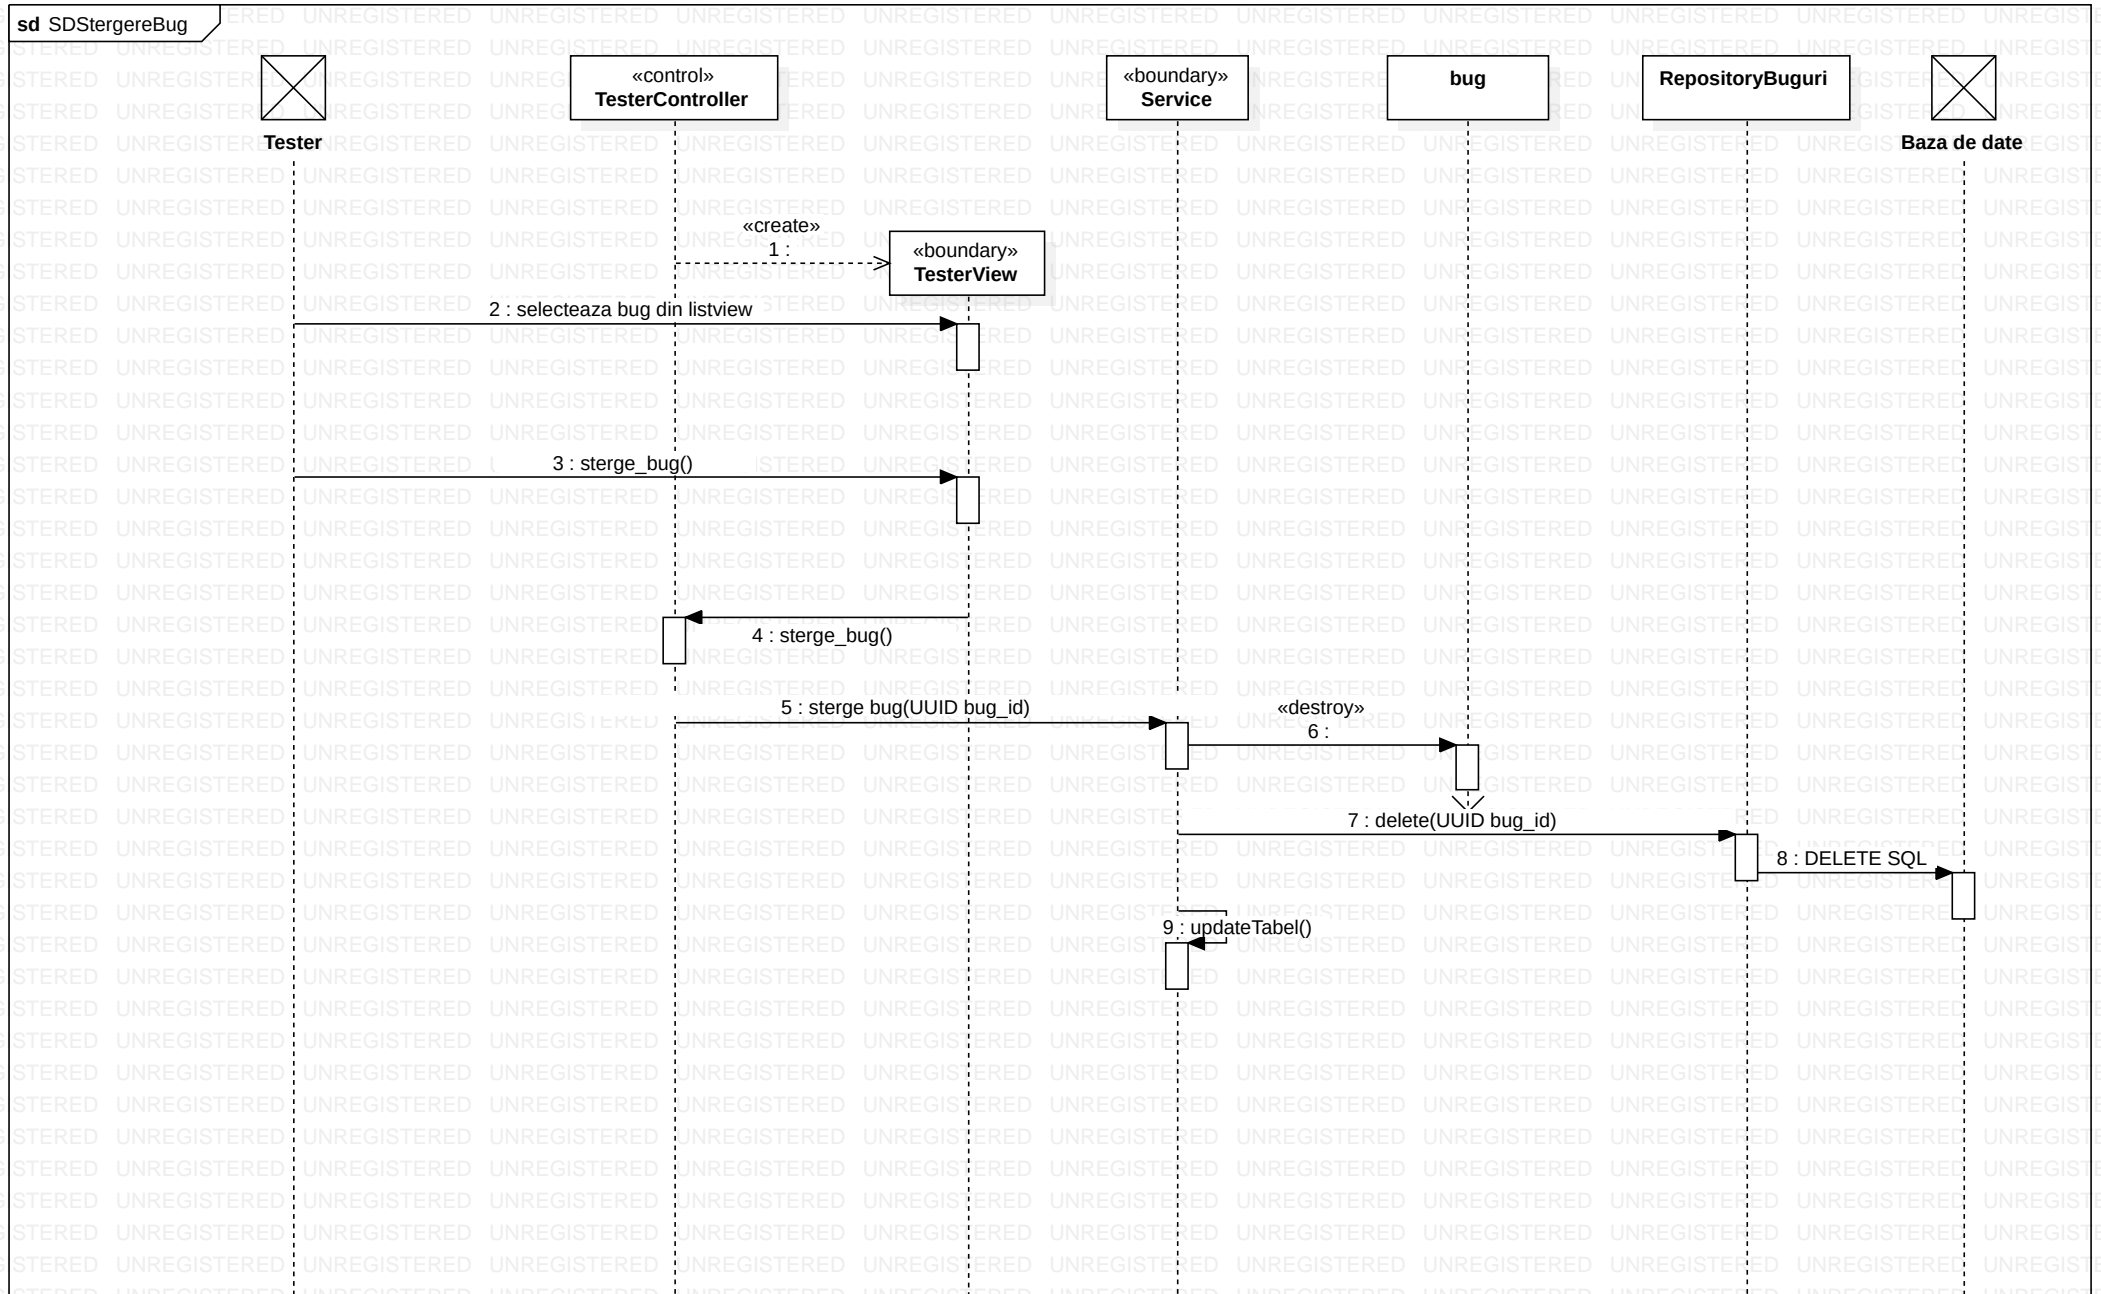 sd SDStergereBug
«control»
TesterController
«boundary»
Service
bug
RepositoryBuguri
Tester
Baza de date
«create»
1 :
«boundary»
TesterView
2 : selecteaza bug din listview
3 : sterge_bug()
4 : sterge_bug()
5 : sterge bug(UUID bug_id)
«destroy»
6 :
7 : delete(UUID bug_id)
8 : DELETE SQL
9 : updateTabel()
UNREGISTERED